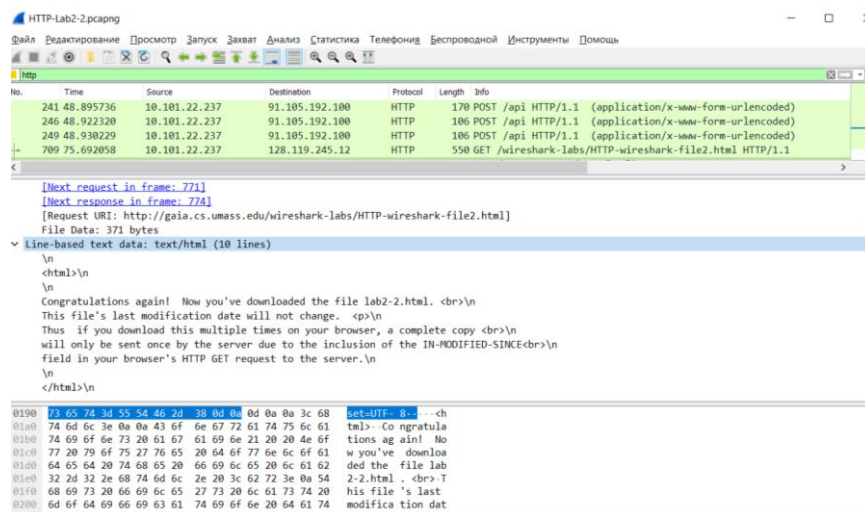 HTTP-Lab2-2.pcapng
Файл Редактирование Просмотр Запуск Захват Анализ Статистика Телефония Беспроводной Инструменты Помощь
http
No. Time Source Destination Protocol Length Info
241 48.895736 10.101.22.237 91.105.192.100 HTTP 170 POST /api HTTP/1.1 (application/x-www-form-urlencoded)
246 48.922320 10.101.22.237 91.105.192.100 HTTP 106 POST /api HTTP/1.1 (application/x-www-form-urlencoded)
249 48.930229 10.101.22.237 91.105.192.100 HTTP 106 POST /api HTTP/1.1 (application/x-www-form-urlencoded)
709 75.692058 10.101.22.237 128.119.245.12 HTTP 550 GET /wireshark-labs/HTTP-wireshark-file2.html HTTP/1.1
[Next request in frame: 771]
[Next response in frame: 774]
[Request URI: http://gaia.cs.umass.edu/wireshark-labs/HTTP-wireshark-file2.html]
File Data: 371 bytes
Line-based text data: text/html (10 lines)
\n
<html>\n
\n
Congratulations again!  Now you've downloaded the file lab2-2.html. <br>\n
This file's last modification date will not change.  <p>\n
Thus  if you download this multiple times on your browser, a complete copy <br>\n
will only be sent once by the server due to the inclusion of the IN-MODIFIED-SINCE<br>\n
field in your browser's HTTP GET request to the server.\n
\n
</html>\n
0190 73 65 74 3d 55 54 46 2d 38 0d 0a 0d 0a 0a 3c 68 set=UTF- 8·····<h
01a0 74 6d 6c 3e 0a 0a 43 6f 6e 67 72 61 74 75 6c 61 tml>··Co ngratula
01b0 74 69 6f 6e 73 20 61 67 61 69 6e 21 20 20 4e 6f tions ag ain!  No
01c0 77 20 79 6f 75 27 76 65 20 64 6f 77 6e 6c 6f 61 w you've downloa
01d0 64 65 64 20 74 68 65 20 66 69 6c 65 20 6c 61 62 ded the file lab
01e0 32 2d 32 2e 68 74 6d 6c 2e 20 3c 62 72 3e 0a 54 2-2.html . <br>·T
01f0 68 69 73 20 66 69 6c 65 27 73 20 6c 61 73 74 20 his file 's last
0200 6d 6f 64 69 66 69 63 61 74 69 6f 6e 20 64 61 74 modifica tion dat